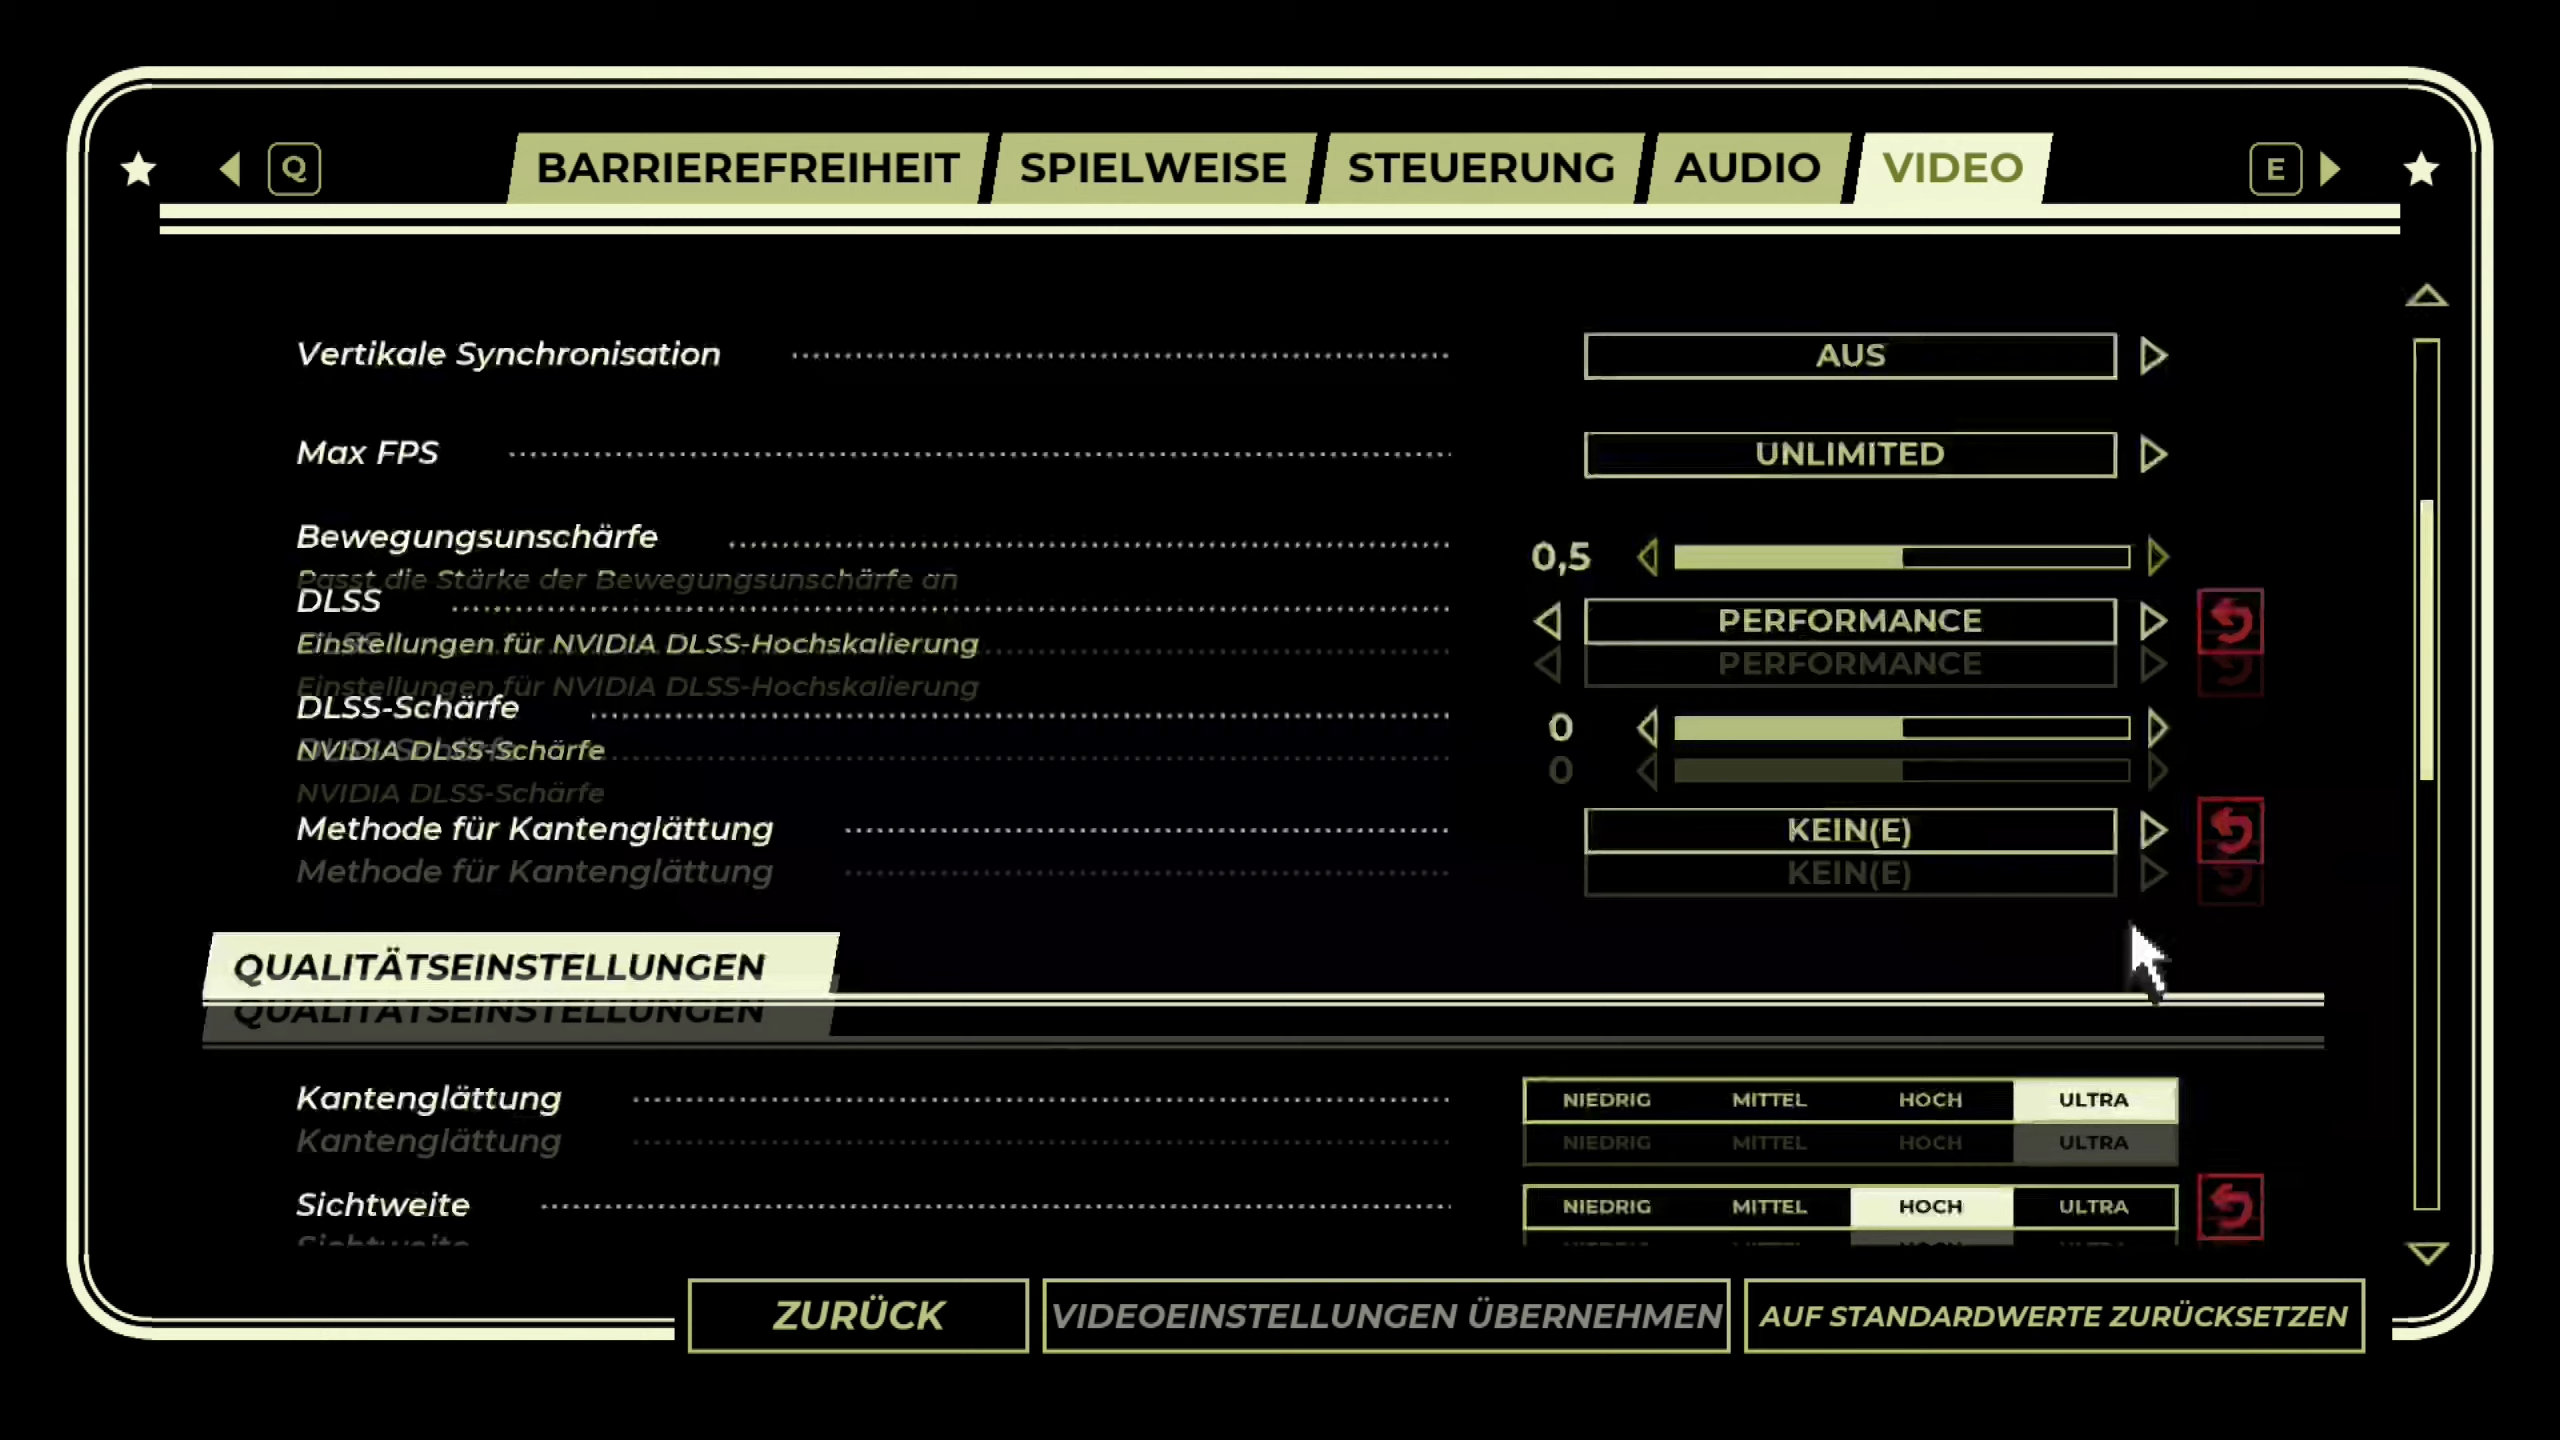 Q BARRIEREFREIHEIT SPIELWEISE STEUERUNG AUDIO VIDEO E
Vertikale Synchronisation AUS
Max FPS UNLIMITED
Bewegungsunschärfe 0,5
Passt die Stärke der Bewegungsunschärfe an
DLSS PERFORMANCE
Einstellungen für NVIDIA DLSS-Hochskalierung
PERFORMANCE
Einstellungen für NVIDIA DLSS-Hochskalierung
DLSS-Schärfe 0
NVIDIA DLSS-Schärfe
0
NVIDIA DLSS-Schärfe
Methode für Kantenglättung KEIN(E)
Methode für Kantenglättung KEIN(E)
QUALITÄTSEINSTELLUNGEN
QUALITÄTSEINSTELLUNGEN
Kantenglättung NIEDRIG MITTEL HOCH ULTRA
Kantenglättung NIEDRIG MITTEL HOCH ULTRA
Sichtweite NIEDRIG MITTEL HOCH ULTRA
ZURÜCK VIDEOEINSTELLUNGEN ÜBERNEHMEN AUF STANDARDWERTE ZURÜCKSETZEN